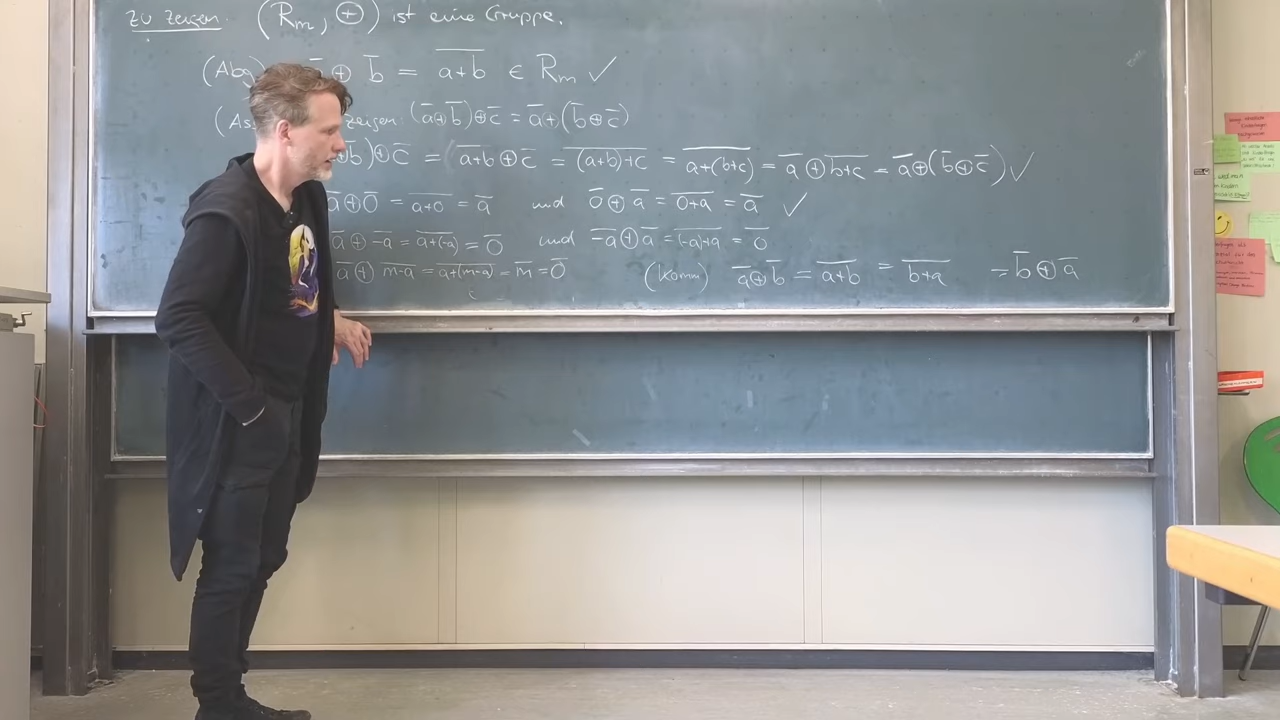 zu zeigen: (Rₘ, ⊕) ist eine Gruppe.
(Abg) a̅ ⊕ b̅ = a+b̅ ∈ Rₘ ✓
(Ass zeigen: (a̅⊕b̅)⊕c̅ = a̅+(b̅⊕c̅)
⊕b̅)⊕c̅ = a+b̅ ⊕ c̅ = (a+b)+c̅ = a+(b+c)̅ = a̅ ⊕ b+c̅ = a̅⊕(b̅⊕c̅) ✓
a̅⊕0̅ = a+0̅ = a̅ und 0̅⊕a̅ = 0+a̅ = a̅ ✓
a̅ ⊕ -a̅ = a+(-a)̅ = 0̅ und -a̅⊕a̅ = (-a)+a̅ = 0̅
a̅ ⊕ m-a̅ = a+(m-a)̅ = m̅ = 0̅ (Komm) a̅⊕b̅ = a+b̅ = b+a̅ = b̅⊕a̅